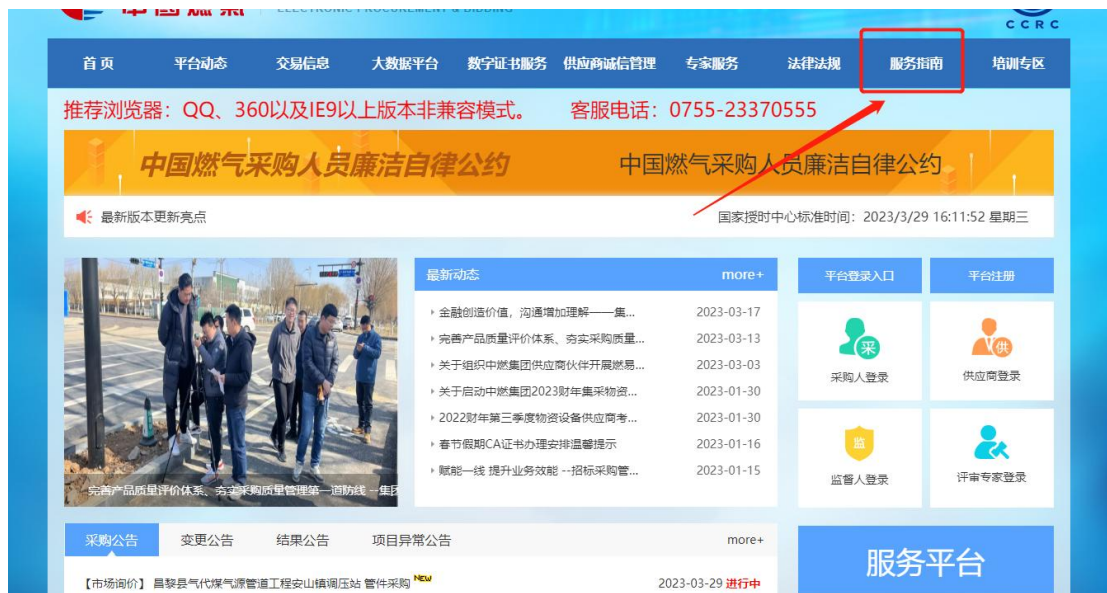 中国燃气 ELECTRONIC PROCUREMENT & BIDDING
CCRC
首页 平台动态 交易信息 大数据平台 数字证书服务 供应商诚信管理 专家服务 法律法规 服务指南 培训专区
推荐浏览器：QQ、360以及IE9以上版本非兼容模式。 客服电话：0755-23370555
中国燃气采购人员廉洁自律公约 中国燃气采购人员廉洁自律公约
最新版本更新亮点 国家授时中心标准时间：2023/3/29 16:11:52 星期三
最新动态 more+
金融创造价值，沟通增加理解——集... 2023-03-17
完善产品质量评价体系、夯实采购质量... 2023-03-13
关于组织中燃集团供应商伙伴开展燃易... 2023-03-03
关于启动中燃集团2023财年集采物资... 2023-01-30
2022财年第三季度物资设备供应商考... 2023-01-30
春节假期CA证书办理安排温馨提示 2023-01-16
赋能一线 提升业务效能 --招标采购管... 2023-01-15
完善产品质量评价体系、夯实采购质量管理第一道防线 --集团
平台登录入口 平台注册
采 供
采购人登录 供应商登录
监
监督人登录 评审专家登录
采购公告 变更公告 结果公告 项目异常公告 more+
【市场询价】 昌黎县气代煤气源管道工程安山镇调压站 管件采购 NEW 2023-03-29 进行中
服务平台